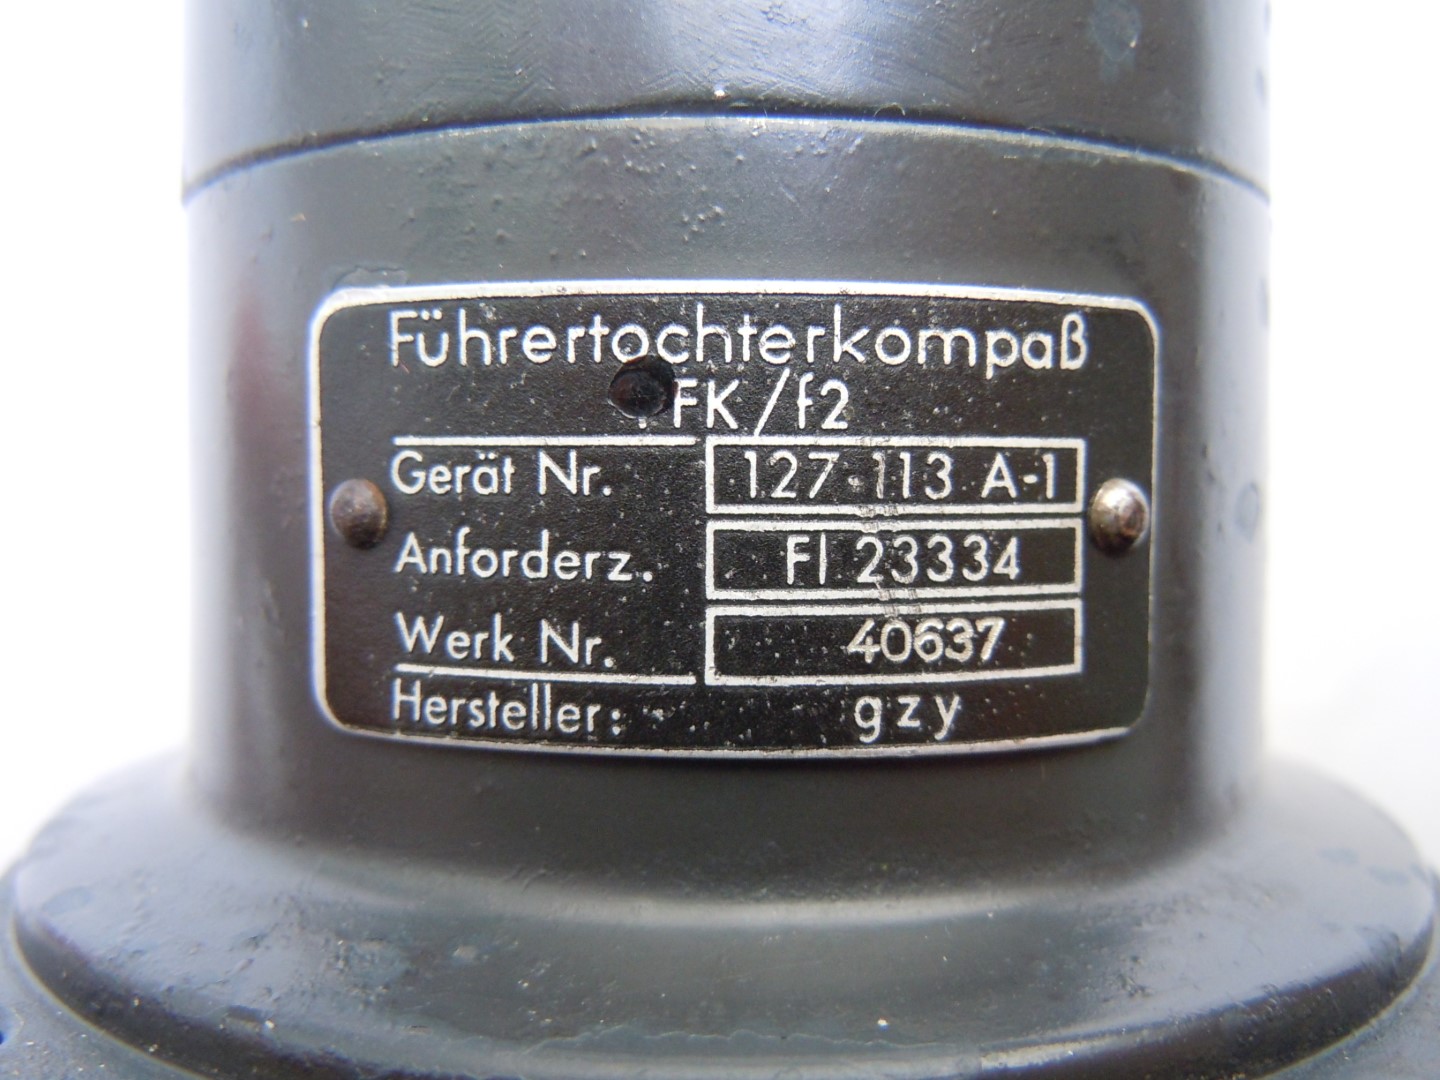 Führertochterkompaß
FK/f2
Gerät Nr. 127-113 A-1
Anforderz. Fl 23334
Werk Nr. 40637
Hersteller: gzy